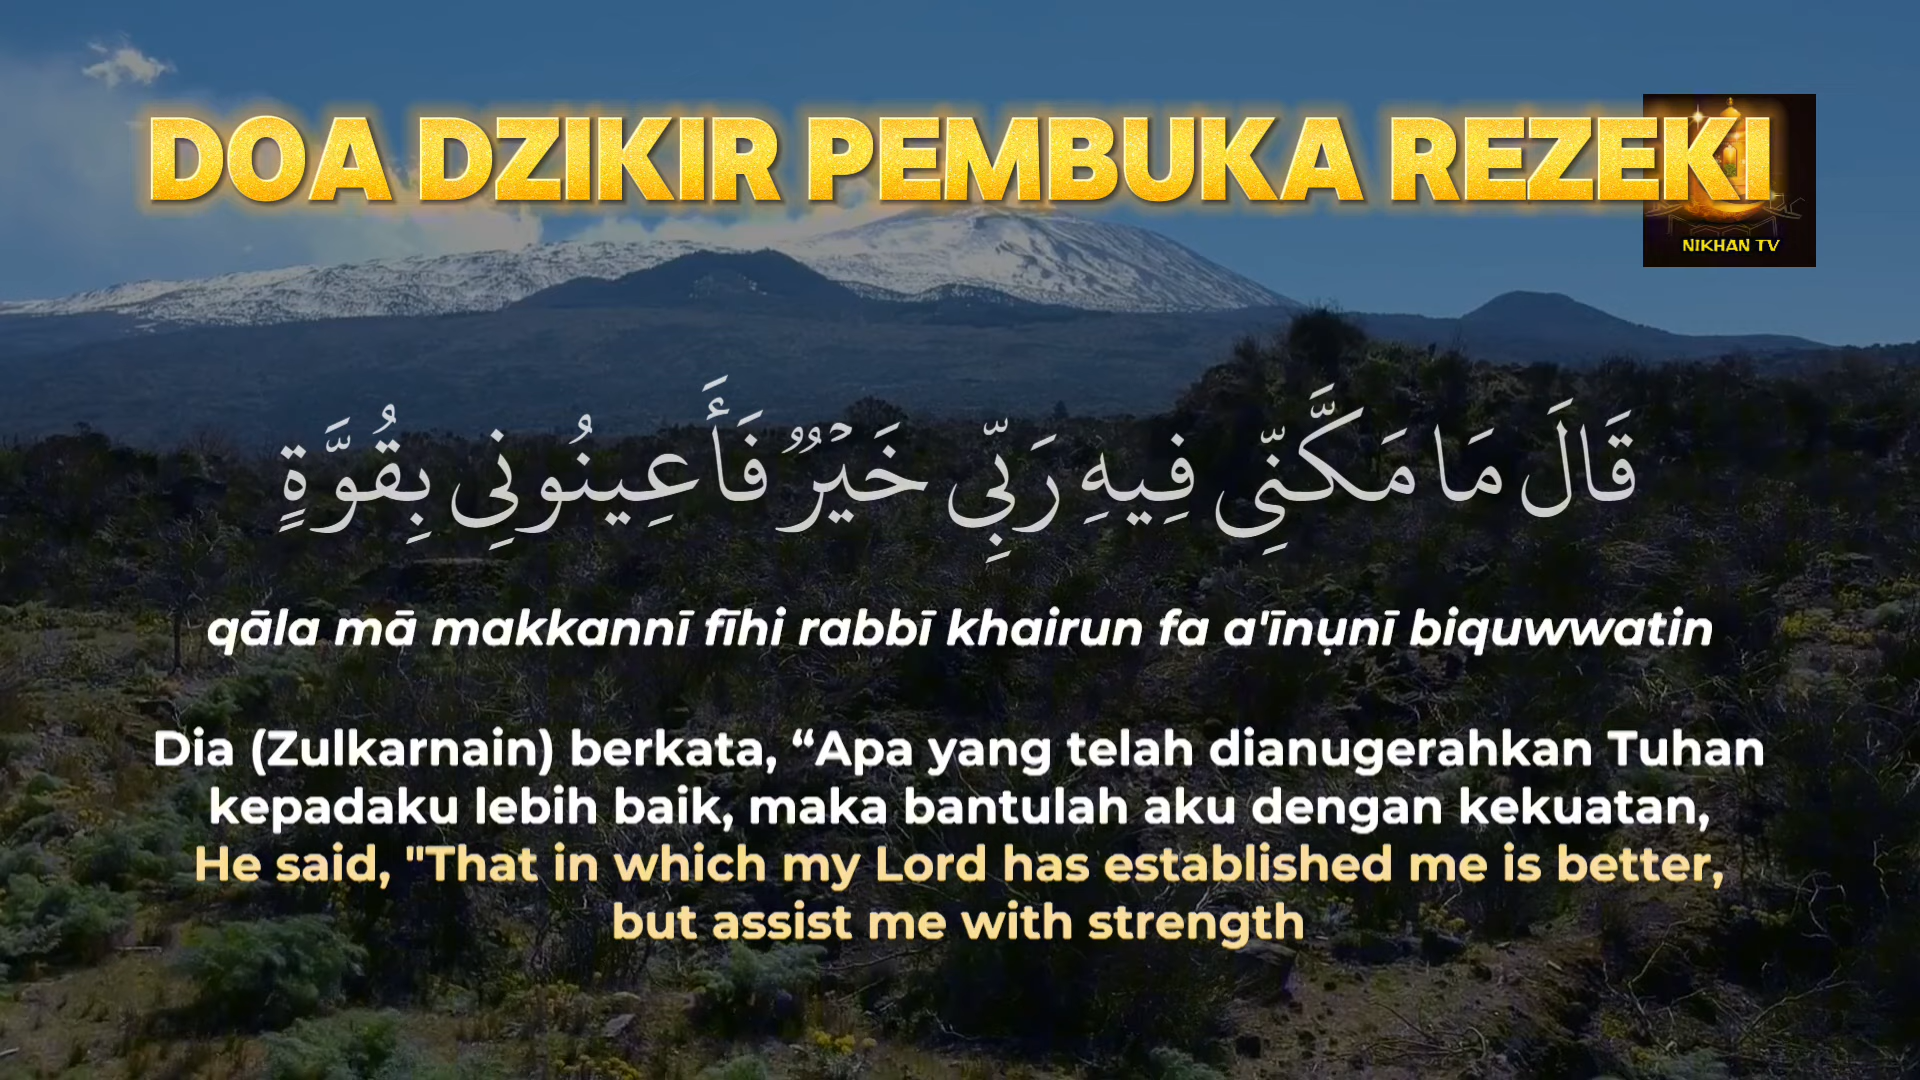 DOA DZIKIR PEMBUKA REZEKI
NIKHAN TV
قَالَ مَا مَكَّنِّى فِيهِ رَبِّى خَيْرٌ فَأَعِينُونِى بِقُوَّةٍ
qāla mā makkannī fīhi rabbī khairun fa a'īnụnī biquwwatin
Dia (Zulkarnain) berkata, “Apa yang telah dianugerahkan Tuhan
kepadaku lebih baik, maka bantulah aku dengan kekuatan,
He said, "That in which my Lord has established me is better,
but assist me with strength